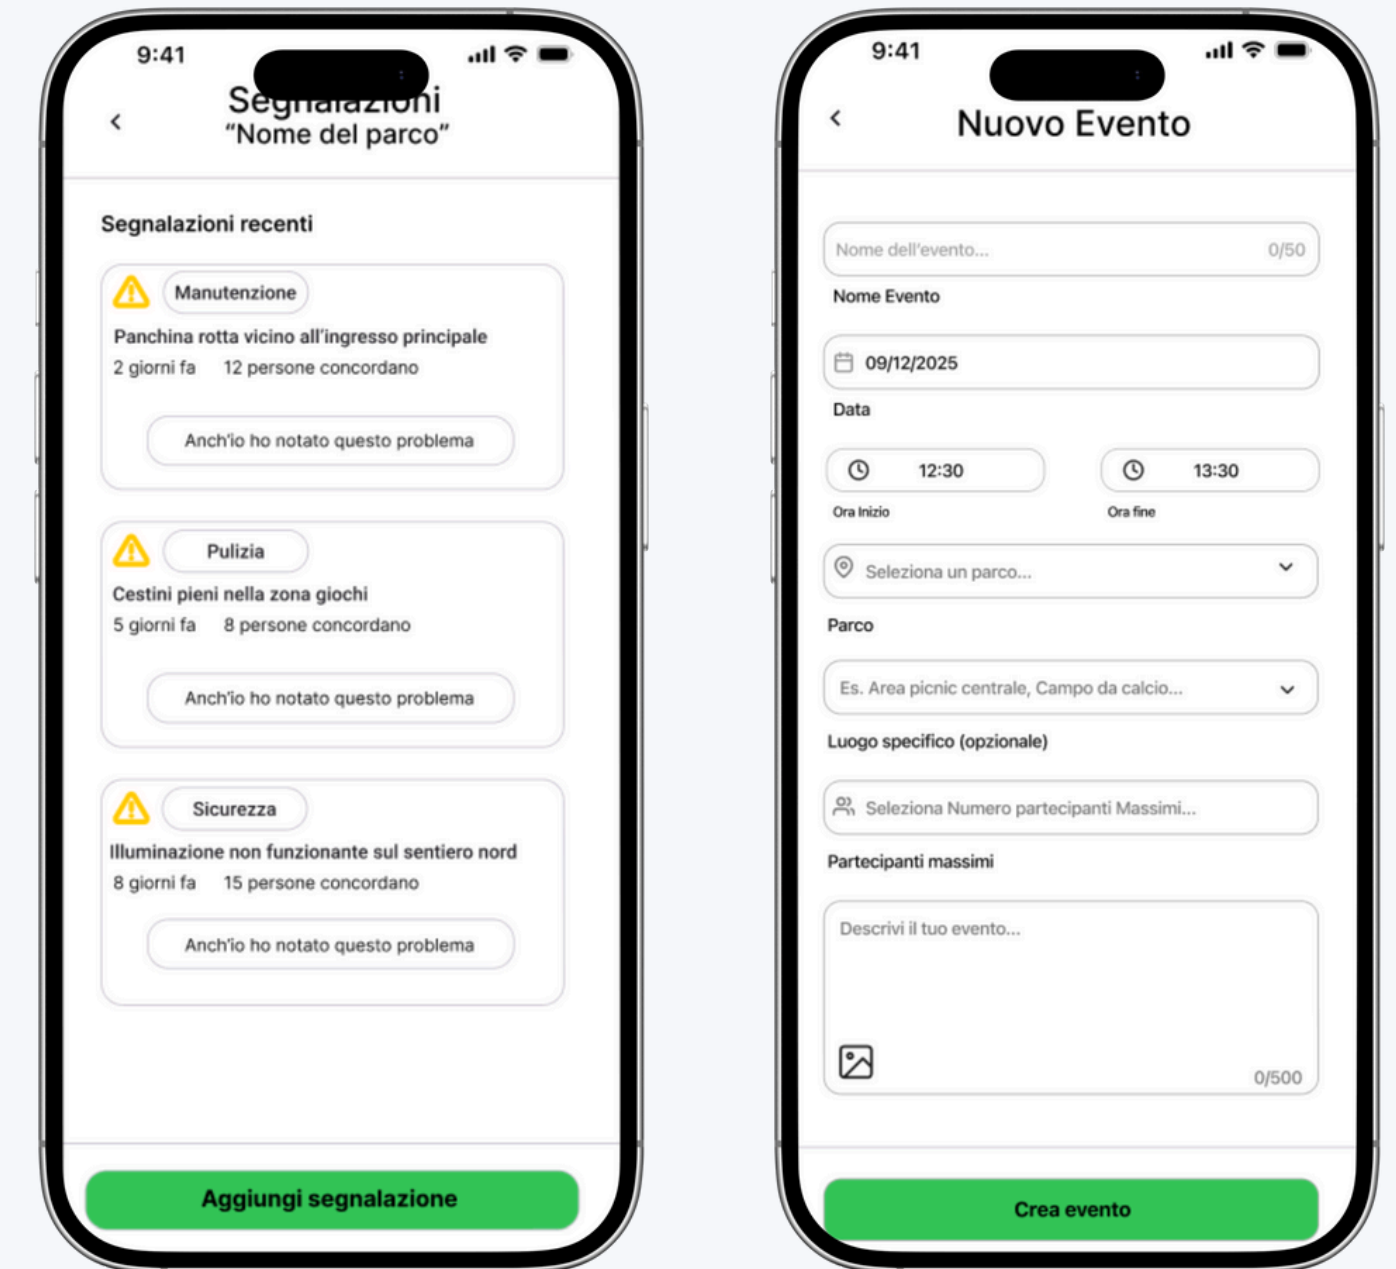 9:41
Segnalazioni
“Nome del parco”
Segnalazioni recenti
Manutenzione
Panchina rotta vicino all'ingresso principale
2 giorni fa 12 persone concordano
Anch'io ho notato questo problema
Pulizia
Cestini pieni nella zona giochi
5 giorni fa 8 persone concordano
Anch'io ho notato questo problema
Sicurezza
Illuminazione non funzionante sul sentiero nord
8 giorni fa 15 persone concordano
Anch'io ho notato questo problema
Aggiungi segnalazione
9:41
Nuovo Evento
Nome dell'evento... 0/50
Nome Evento
09/12/2025
Data
12:30 13:30
Ora Inizio Ora fine
Seleziona un parco...
Parco
Es. Area picnic centrale, Campo da calcio...
Luogo specifico (opzionale)
Seleziona Numero partecipanti Massimi...
Partecipanti massimi
Descrivi il tuo evento...
0/500
Crea evento